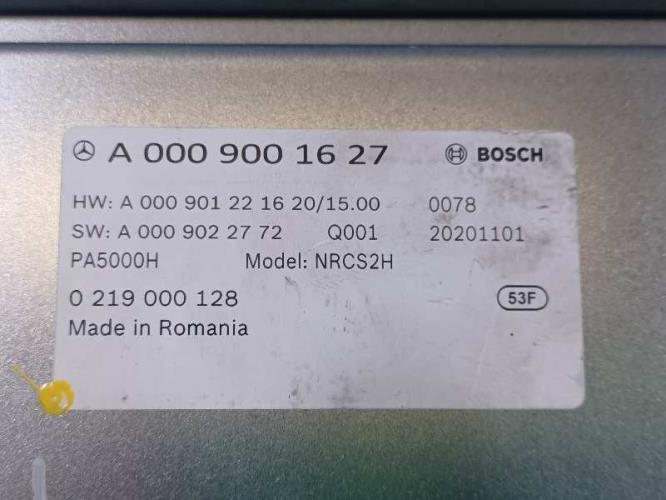 A 000 900 16 27 BOSCH
HW: A 000 901 22 16 20/15.00 0078
SW: A 000 902 27 72 Q001 20201101
PA5000H Model: NRCS2H
0 219 000 128 53F
Made in Romania